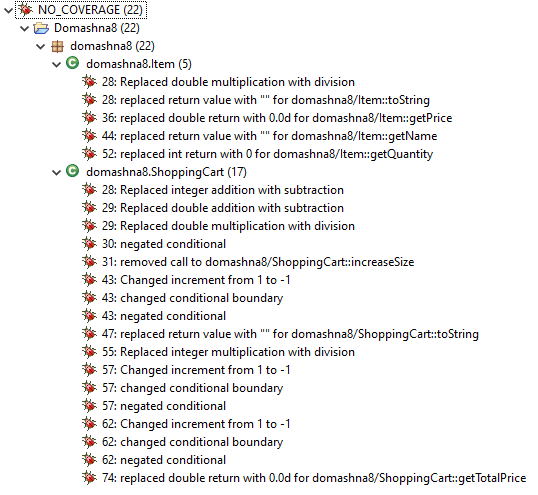 NO_COVERAGE (22)
Domashna8 (22)
domashna8 (22)
domashna8.Item (5)
28: Replaced double multiplication with division
28: replaced return value with "" for domashna8/Item::toString
36: replaced double return with 0.0d for domashna8/Item::getPrice
44: replaced return value with "" for domashna8/Item::getName
52: replaced int return with 0 for domashna8/Item::getQuantity
domashna8.ShoppingCart (17)
28: Replaced integer addition with subtraction
29: Replaced double addition with subtraction
29: Replaced double multiplication with division
30: negated conditional
31: removed call to domashna8/ShoppingCart::increaseSize
43: Changed increment from 1 to -1
43: changed conditional boundary
43: negated conditional
47: replaced return value with "" for domashna8/ShoppingCart::toString
55: Replaced integer multiplication with division
57: Changed increment from 1 to -1
57: changed conditional boundary
57: negated conditional
62: Changed increment from 1 to -1
62: changed conditional boundary
62: negated conditional
74: replaced double return with 0.0d for domashna8/ShoppingCart::getTotalPrice